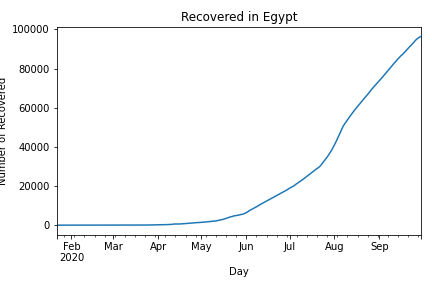 Recovered in Egypt
100000
80000
60000
40000
20000
0
Number of Recovered
Feb
2020
Mar
Apr
May
Jun
Jul
Aug
Sep
Day